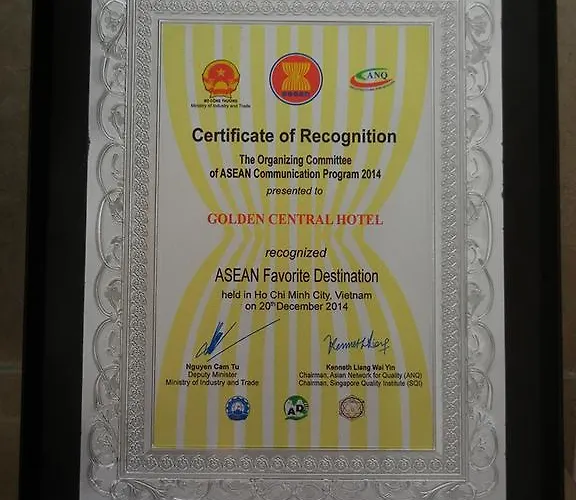 BỘ CÔNG THƯƠNG
Ministry of Industry and Trade
asean
ANQ
Certificate of Recognition
The Organizing Committee
of ASEAN Communication Program 2014
presented to
GOLDEN CENTRAL HOTEL
recognized
ASEAN Favorite Destination
held in Ho Chi Minh City, Vietnam
on 20th December 2014
Nguyen Cam Tu
Deputy Minister
Ministry of Industry and Trade
Kenneth Liang Wai Yin
Chairman, Asian Network for Quality (ANQ)
Chairman, Singapore Quality Institute (SQI)